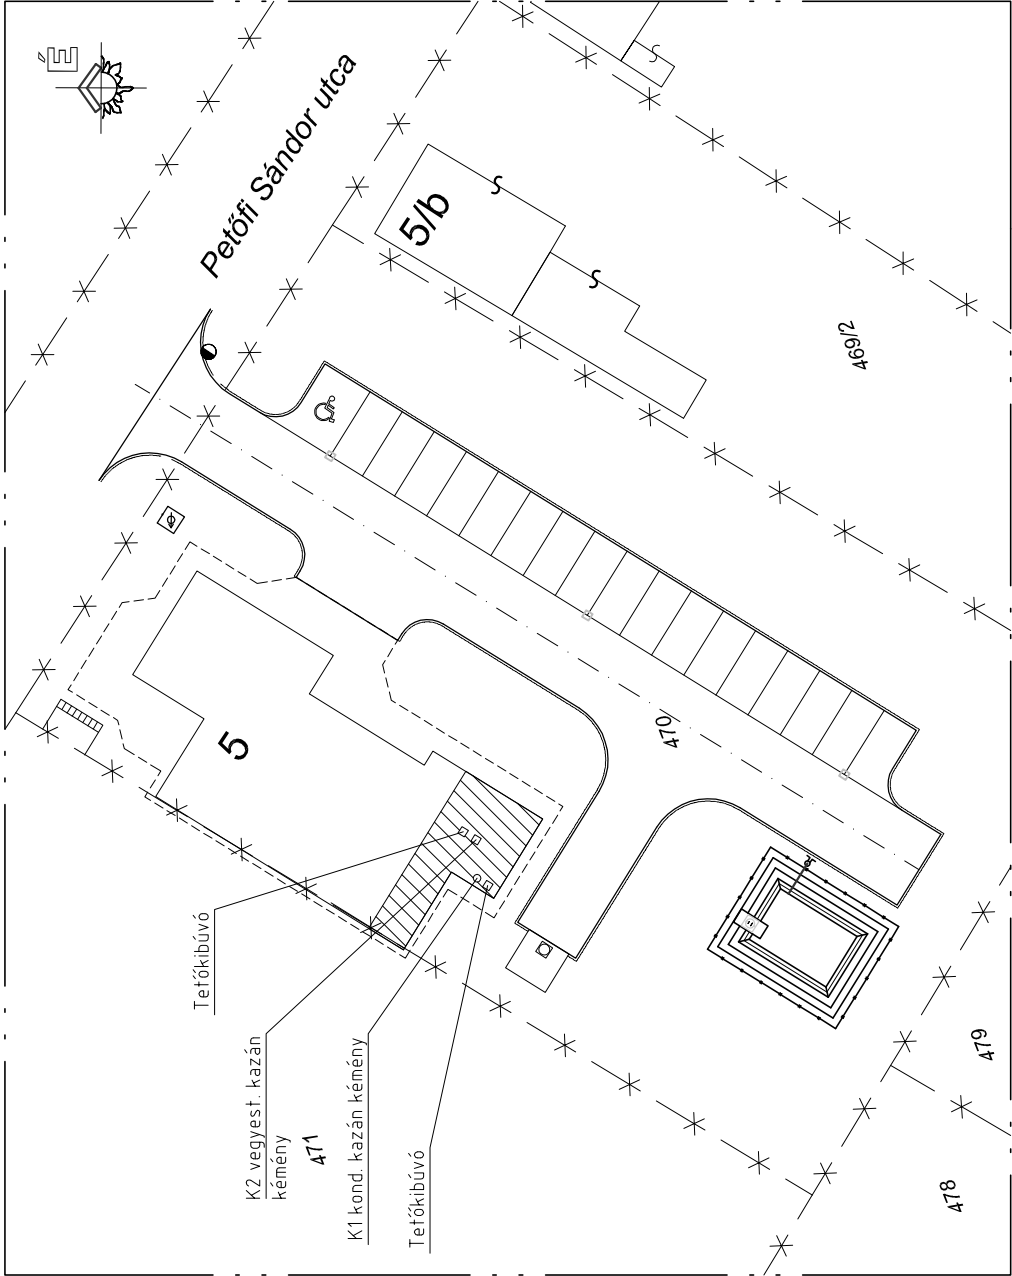 É
Petőfi Sándor utca
5/b
469/2
5
470
Tetőkibúvó
K2 vegyest. kazán
kémény
471
K1 kond. kazán kémény
Tetőkibúvó
479
478